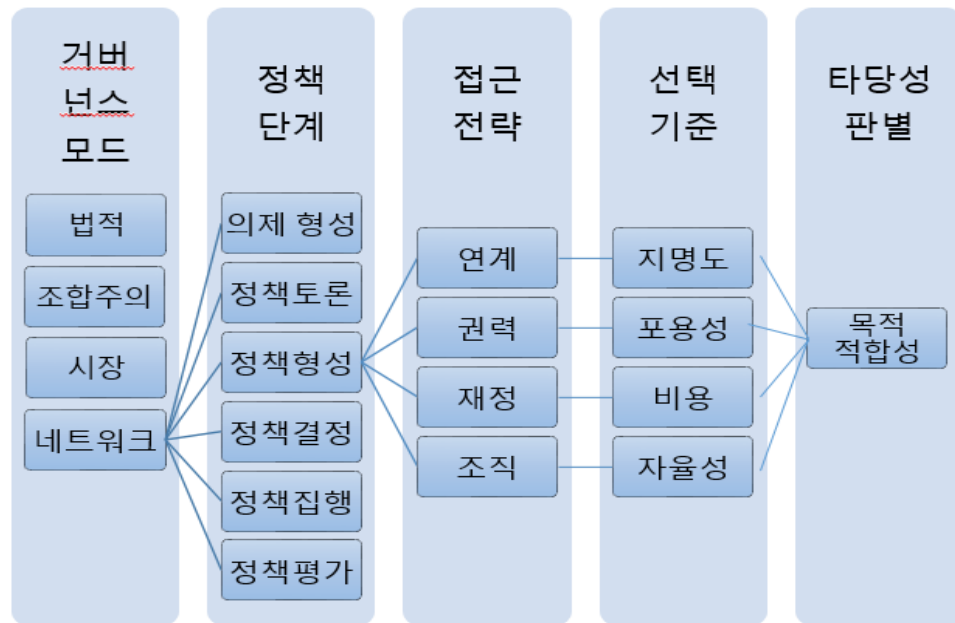 거버
넌스
모드
법적
조합주의
시장
네트워크
정책
단계
의제 형성
정책토론
정책형성
정책결정
정책집행
정책평가
접근
전략
연계
권력
재정
조직
선택
기준
지명도
포용성
비용
자율성
타당성
판별
목적
적합성